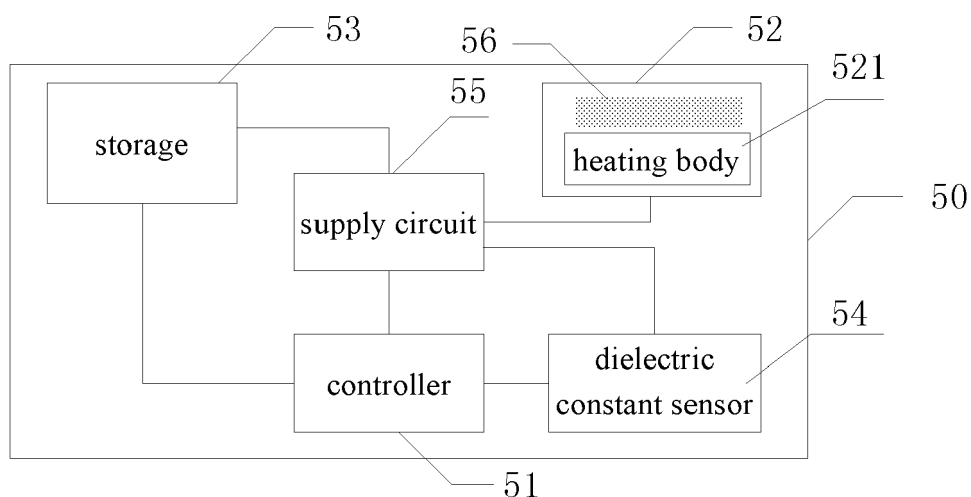 53
56
52
521
55
storage
heating body
supply circuit
50
54
controller
dielectric
constant sensor
51